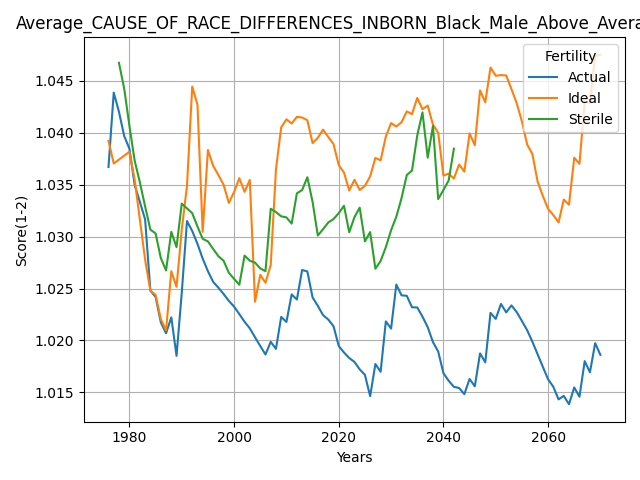 Average_CAUSE_OF_RACE_DIFFERENCES_INBORN_Black_Male_Above_Avera
Fertility
Actual
Ideal
Sterile
Score(1-2)
1.045
1.040
1.035
1.030
1.025
1.020
1.015
1980
2000
2020
2040
2060
Years